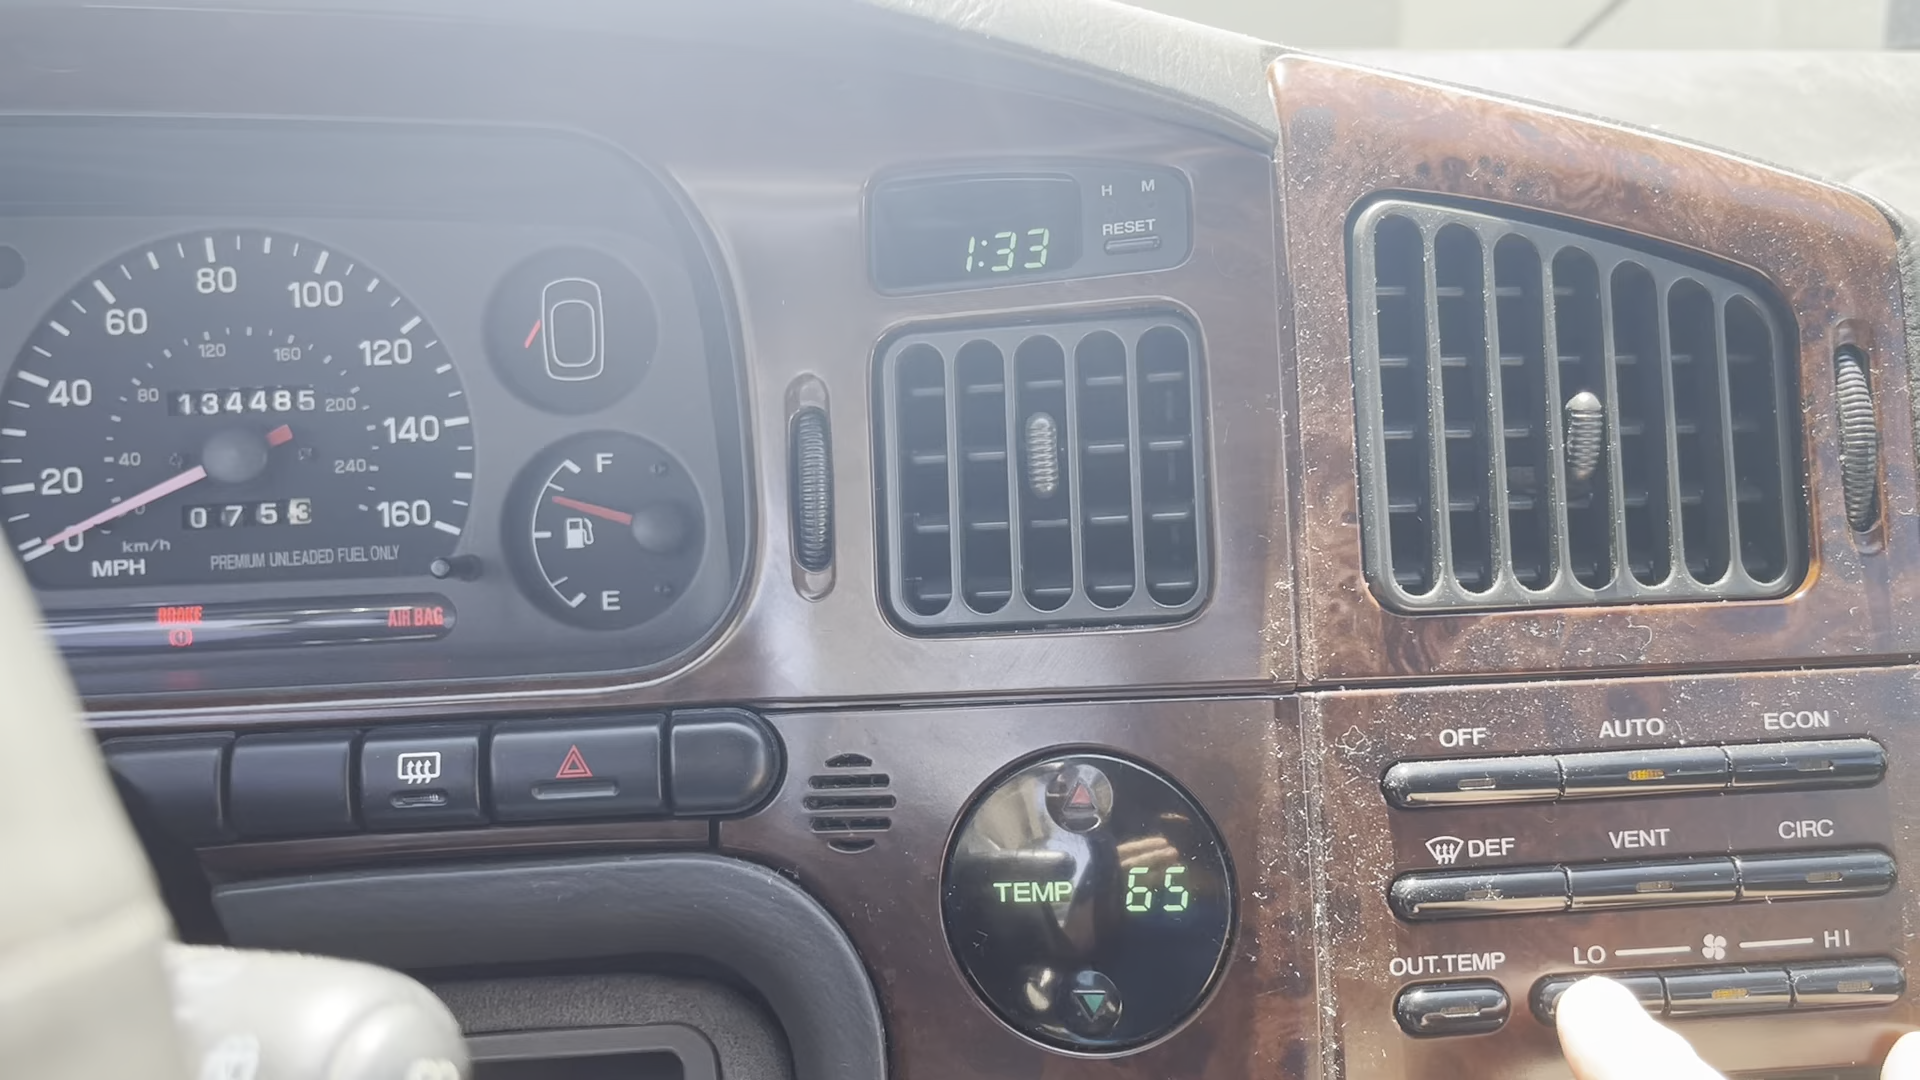 H M
RESET
1:33
80
60 100
120 160
40 120
80 200
134485
140
40 240
20
075
0 160
km/h
MPH PREMIUM UNLEADED FUEL ONLY
F
E
BRAKE AIR BAG
OFF AUTO ECON
DEF VENT CIRC
TEMP 65
LO HI
OUT.TEMP